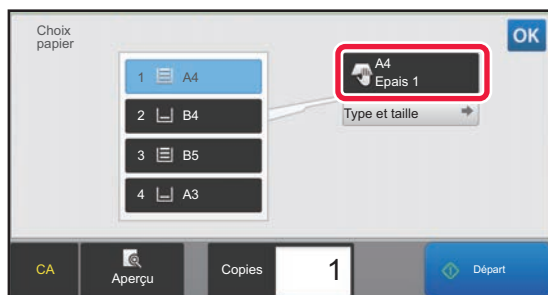 Choix
papier
OK
1 A4
2 B4
3 B5
4 A3
A4
Epais 1
Type et taille
CA
Aperçu
Copies
1
Départ